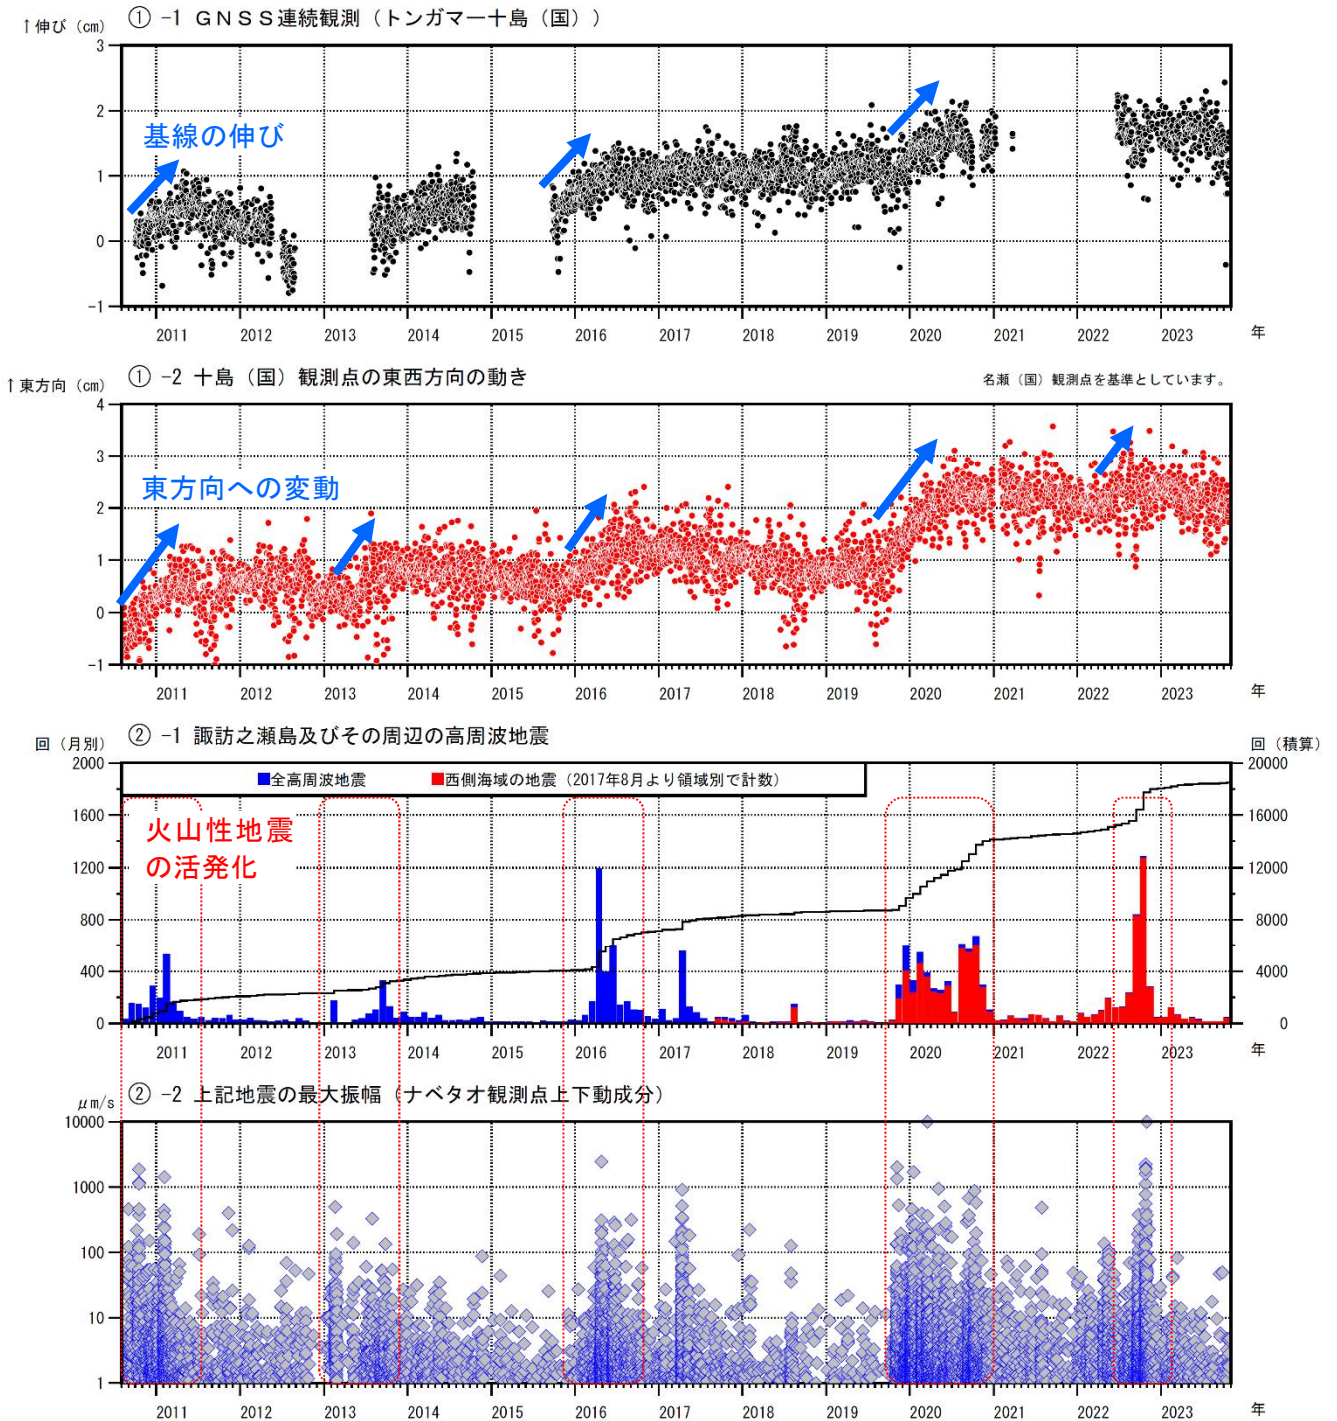 ↑伸び（cm）
① -1 ＧＮＳＳ連続観測（トンガマー十島（国））
3
2
1
0
-1
基線の伸び
2011 2012 2013 2014 2015 2016 2017 2018 2019 2020 2021 2022 2023 年
↑東方向（cm）
① -2 十島（国）観測点の東西方向の動き
名瀬（国）観測点を基準としています。
4
3
2
1
0
-1
東方向への変動
2011 2012 2013 2014 2015 2016 2017 2018 2019 2020 2021 2022 2023 年
回（月別）
② -1 諏訪之瀬島及びその周辺の高周波地震
回（積算）
2000
1600
1200
800
400
0
■全高周波地震
■西側海域の地震（2017年8月より領域別で計数）
20000
16000
12000
8000
4000
0
火山性地震
の活発化
2011 2012 2013 2014 2015 2016 2017 2018 2019 2020 2021 2022 2023 年
μm/s
② -2 上記地震の最大振幅（ナベタオ観測点上下動成分）
10000
1000
100
10
1
2011 2012 2013 2014 2015 2016 2017 2018 2019 2020 2021 2022 2023 年